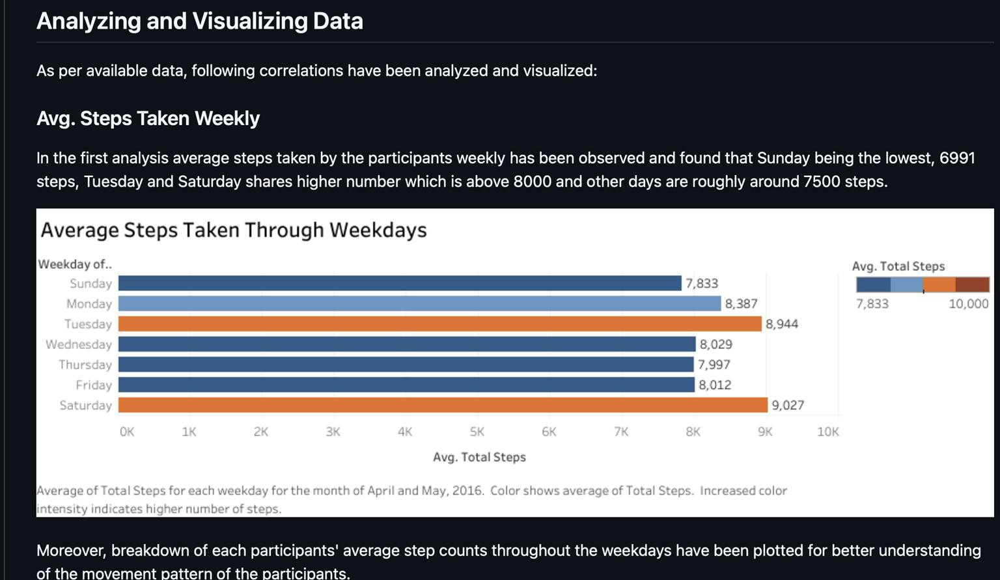 Analyzing and Visualizing Data
As per available data, following correlations have been analyzed and visualized:
Avg. Steps Taken Weekly
In the first analysis average steps taken by the participants weekly has been observed and found that Sunday being the lowest, 6991
steps, Tuesday and Saturday shares higher number which is above 8000 and other days are roughly around 7500 steps.
Average Steps Taken Through Weekdays
Weekday of..
Sunday 7,833
Monday 8,387
Tuesday 8,944
Wednesday 8,029
Thursday 7,997
Friday 8,012
Saturday 9,027
0K 1K 2K 3K 4K 5K 6K 7K 8K 9K 10K
Avg. Total Steps
Avg. Total Steps
7,833 10,000
Average of Total Steps for each weekday for the month of April and May, 2016. Color shows average of Total Steps. Increased color
intensity indicates higher number of steps.
Moreover, breakdown of each participants' average step counts throughout the weekdays have been plotted for better understanding
of the movement pattern of the participants.